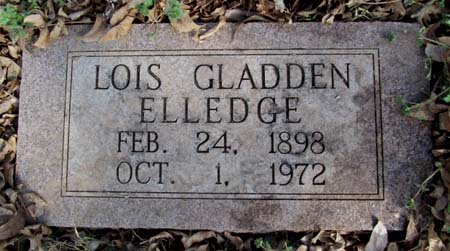 LOIS GLADDEN
ELLEDGE
FEB. 24, 1898
OCT. 1, 1972